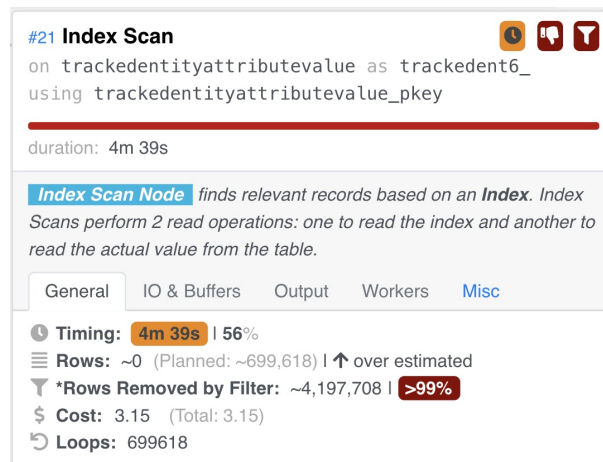 #21 Index Scan
on trackedentityattributevalue as trackedent6_
using trackedentityattributevalue_pkey
duration: 4m 39s
Index Scan Node finds relevant records based on an Index. Index
Scans perform 2 read operations: one to read the index and another to
read the actual value from the table.
General IO & Buffers Output Workers Misc
Timing: 4m 39s | 56%
Rows: ~0 (Planned: ~699,618) | ↑ over estimated
*Rows Removed by Filter: ~4,197,708 | >99%
$ Cost: 3.15 (Total: 3.15)
Loops: 699618